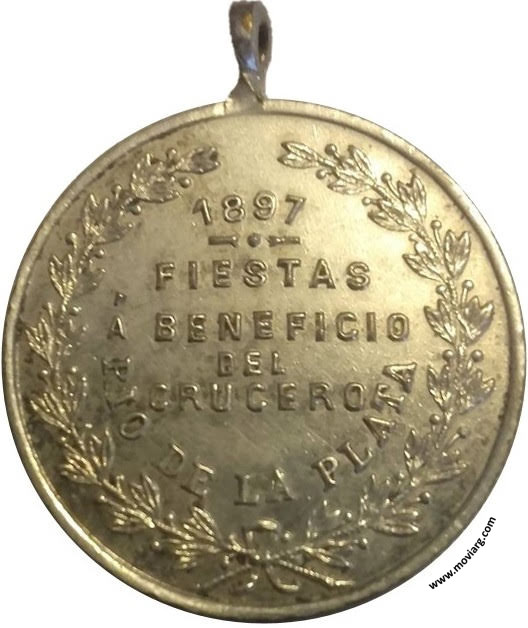 1897
FIESTAS
A BENEFICIO
DEL
CRUCERO
RIO DE LA PLATA
www.moviarg.com